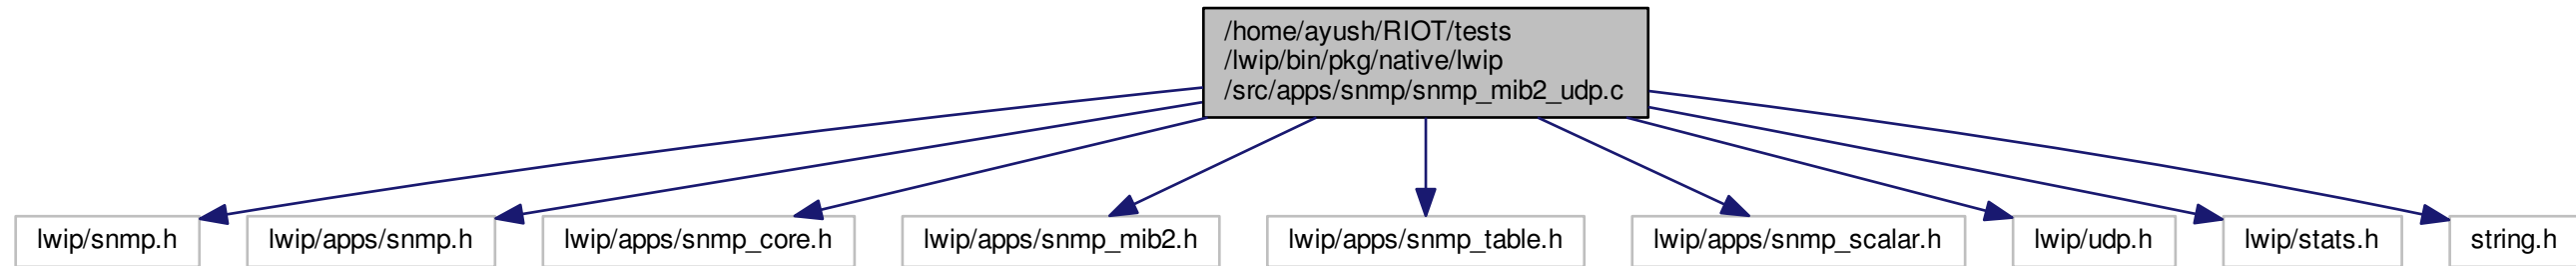 /home/ayush/RIOT/tests
/lwip/bin/pkg/native/lwip
/src/apps/snmp/snmp_mib2_udp.c
lwip/snmp.h
lwip/apps/snmp.h
lwip/apps/snmp_core.h
lwip/apps/snmp_mib2.h
lwip/apps/snmp_table.h
lwip/apps/snmp_scalar.h
lwip/udp.h
lwip/stats.h
string.h